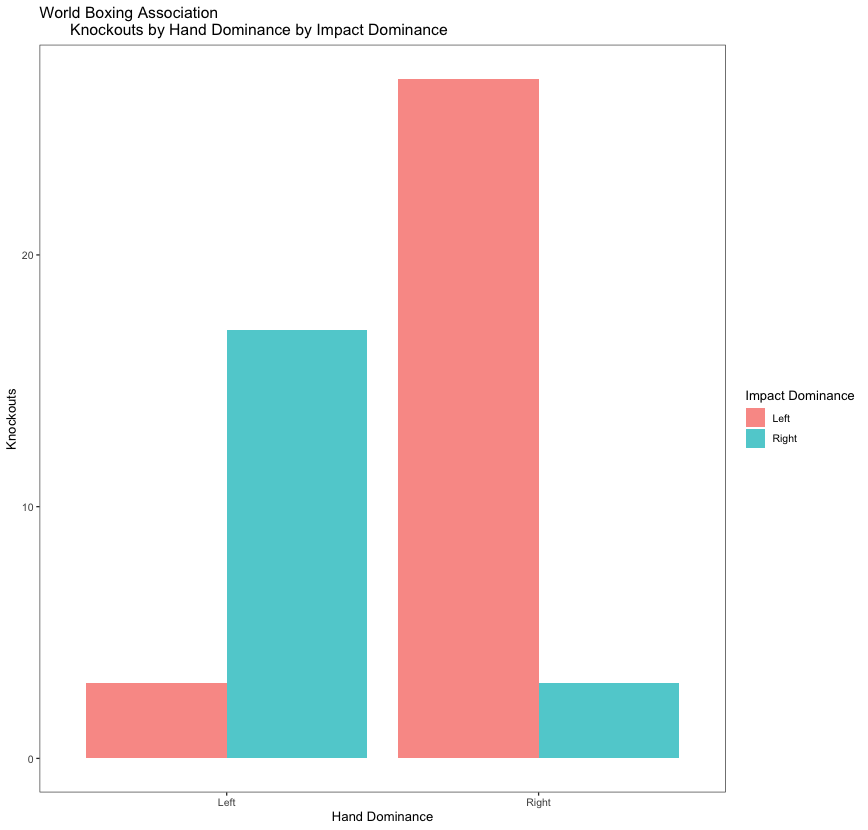 World Boxing Association
Knockouts by Hand Dominance by Impact Dominance
20
10
0
Knockouts
Left
Right
Hand Dominance
Impact Dominance
Left
Right